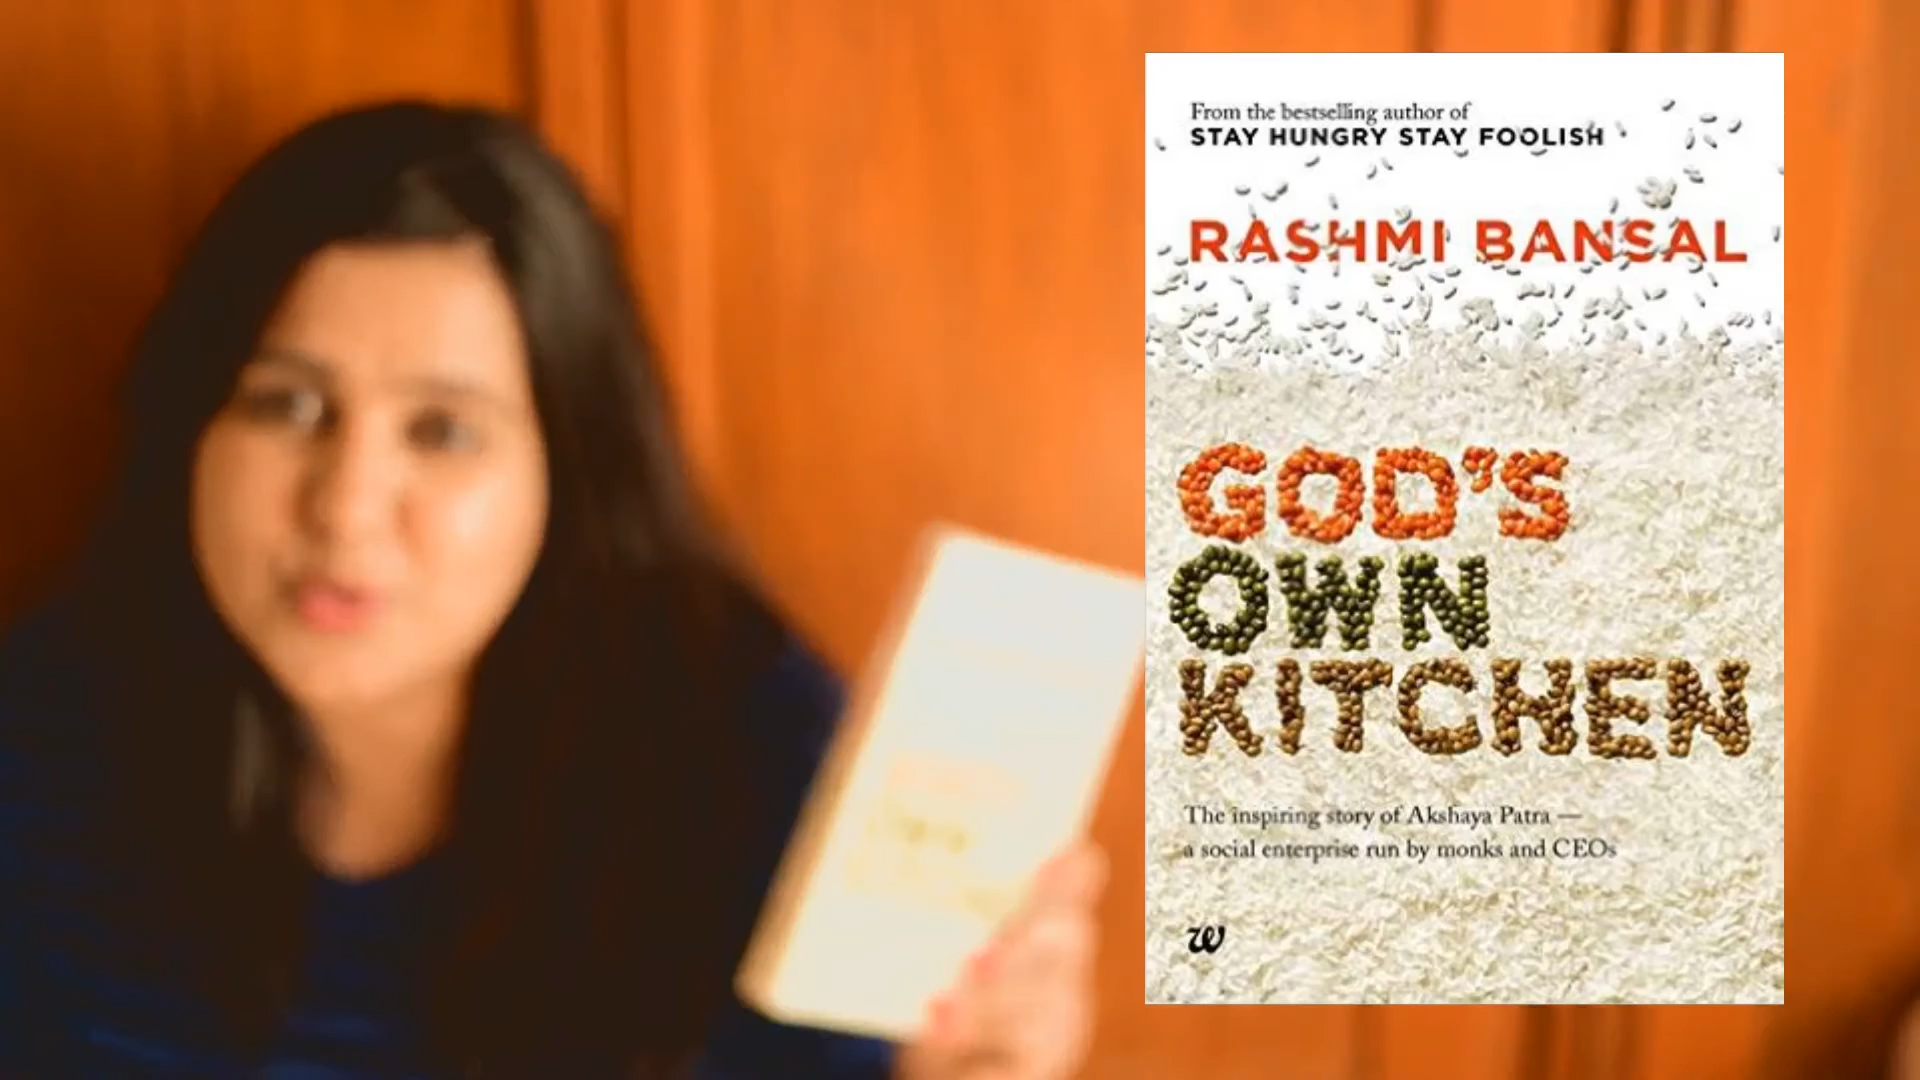 From the bestselling author of
STAY HUNGRY STAY FOOLISH
RASHMI BANSAL
GOD'S
OWN
KITCHEN
The inspiring story of Akshaya Patra —
a social enterprise run by monks and CEOs
w